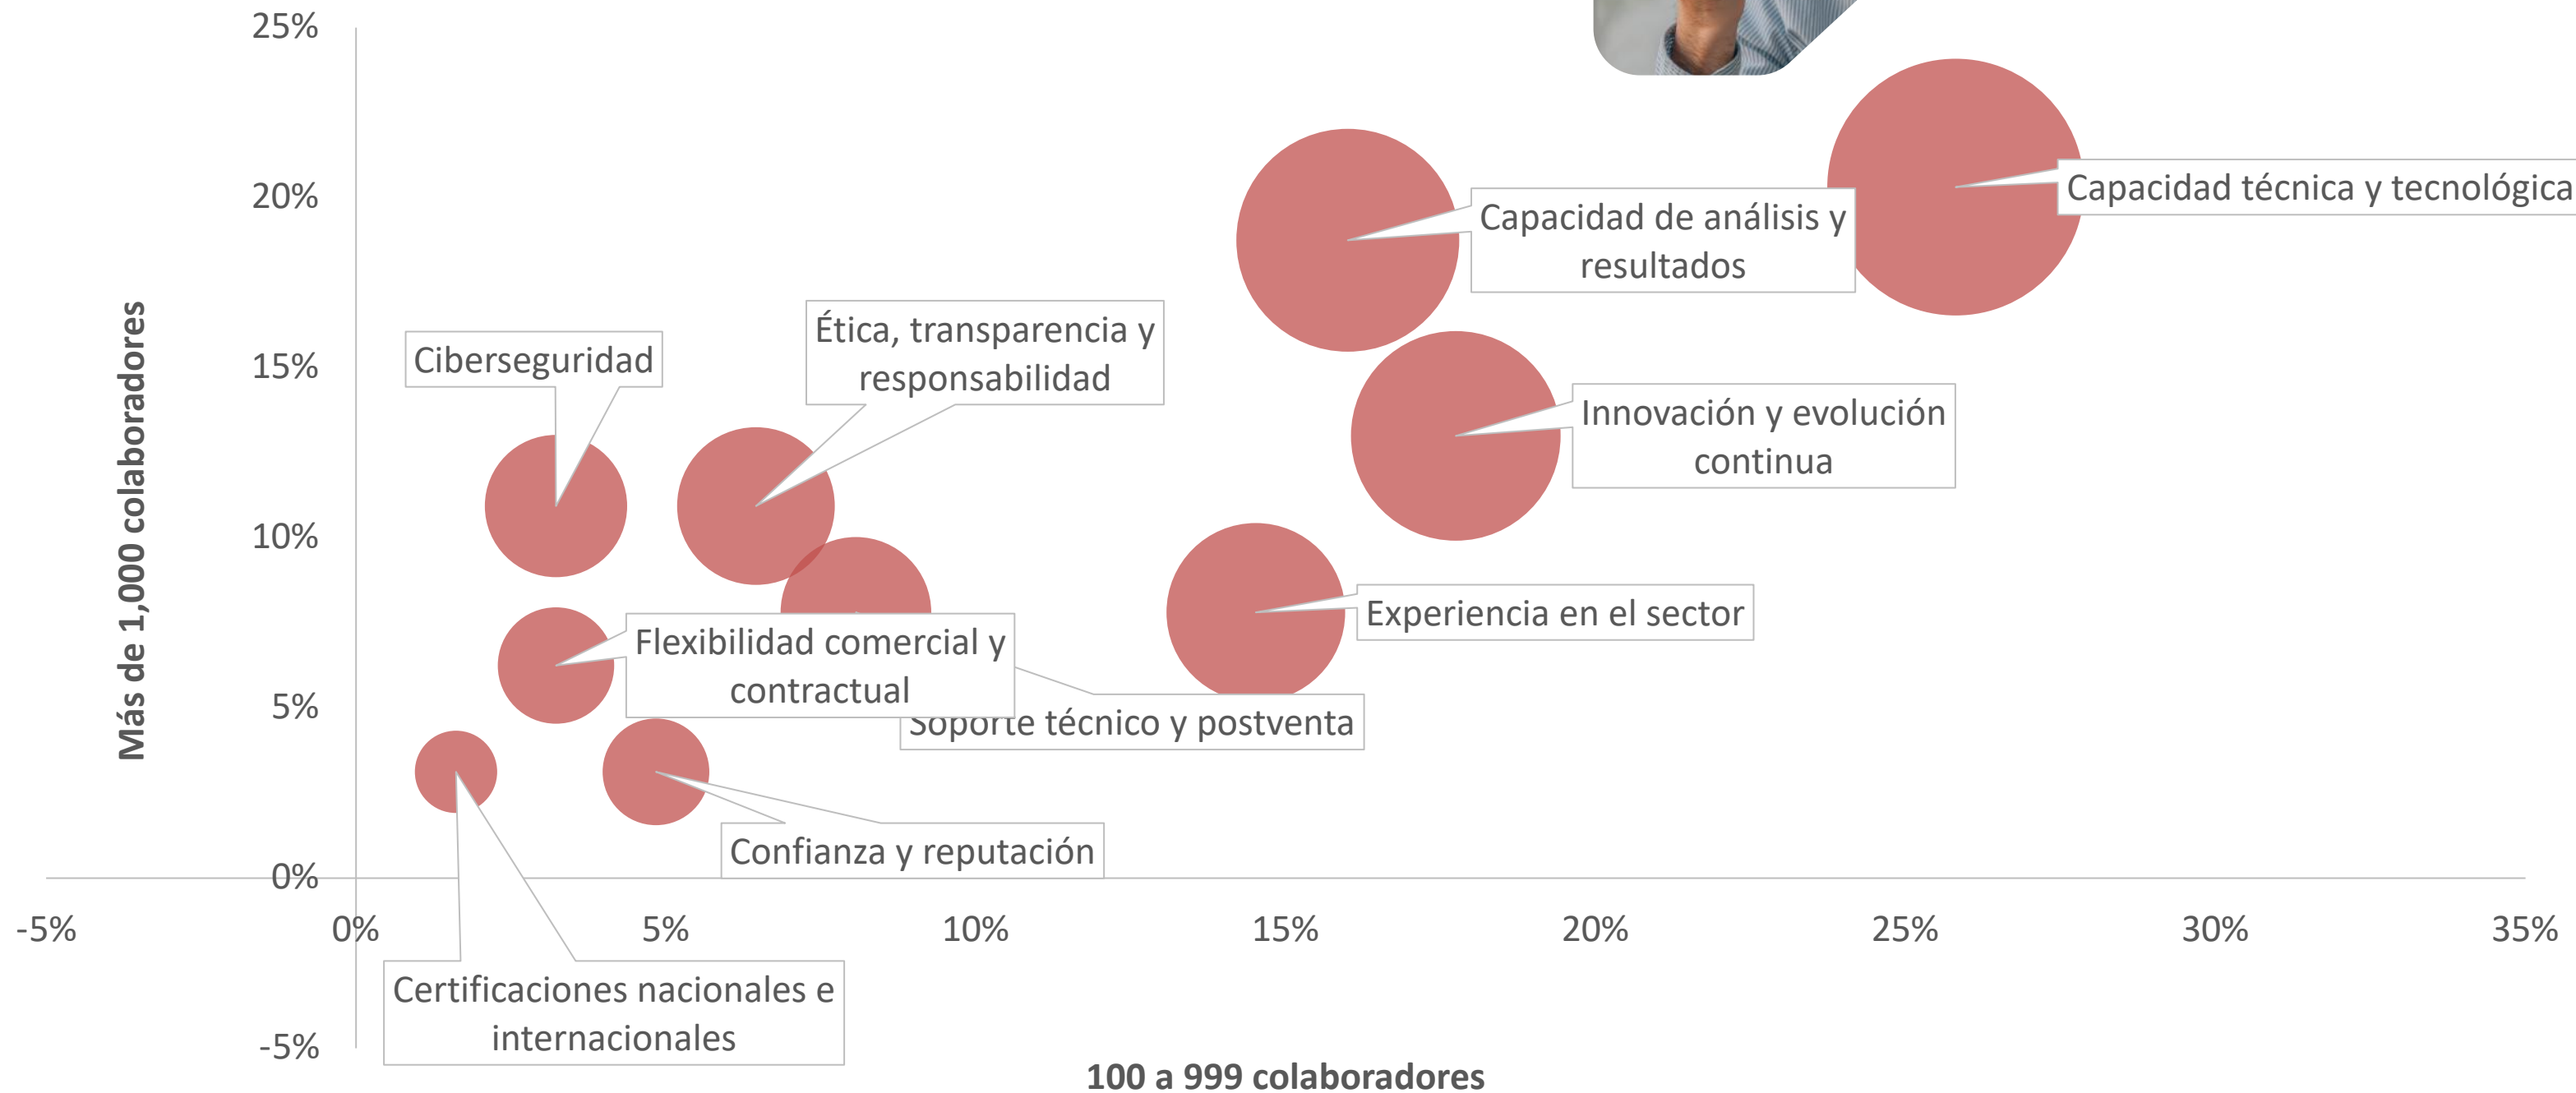 25%
20%
15%
10%
5%
0%
-5%
Más de 1,000 colaboradores
Capacidad técnica y tecnológica
Capacidad de análisis y
resultados
Ética, transparencia y
responsabilidad
Ciberseguridad
Innovación y evolución
continua
Experiencia en el sector
Flexibilidad comercial y
contractual
Soporte técnico y postventa
Confianza y reputación
-5%
0%
5%
10%
15%
20%
25%
30%
35%
Certificaciones nacionales e
internacionales
100 a 999 colaboradores